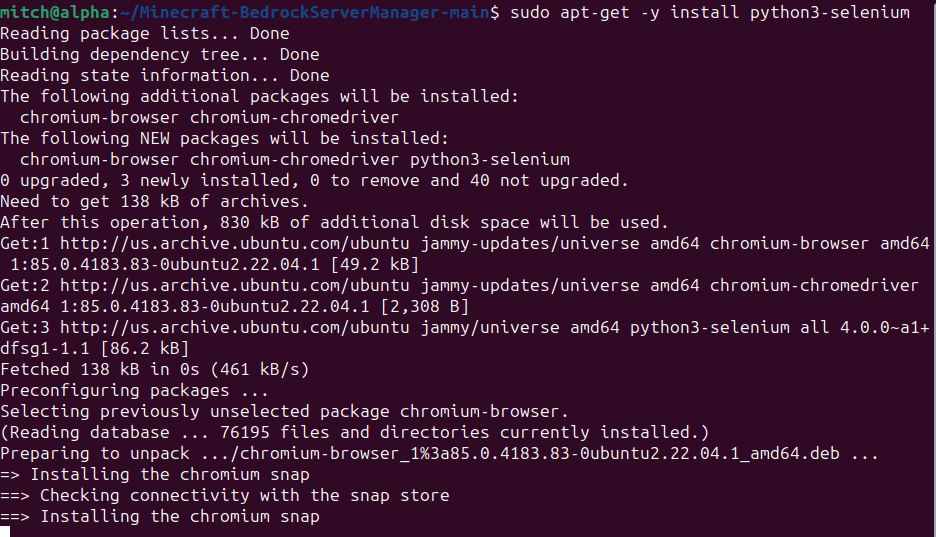 mitch@alpha:~/Minecraft-BedrockServerManager-main$ sudo apt-get -y install python3-selenium
Reading package lists... Done
Building dependency tree... Done
Reading state information... Done
The following additional packages will be installed:
  chromium-browser chromium-chromedriver
The following NEW packages will be installed:
  chromium-browser chromium-chromedriver python3-selenium
0 upgraded, 3 newly installed, 0 to remove and 40 not upgraded.
Need to get 138 kB of archives.
After this operation, 830 kB of additional disk space will be used.
Get:1 http://us.archive.ubuntu.com/ubuntu jammy-updates/universe amd64 chromium-browser amd64
 1:85.0.4183.83-0ubuntu2.22.04.1 [49.2 kB]
Get:2 http://us.archive.ubuntu.com/ubuntu jammy-updates/universe amd64 chromium-chromedriver
amd64 1:85.0.4183.83-0ubuntu2.22.04.1 [2,308 B]
Get:3 http://us.archive.ubuntu.com/ubuntu jammy/universe amd64 python3-selenium all 4.0.0~a1+
dfsg1-1.1 [86.2 kB]
Fetched 138 kB in 0s (461 kB/s)
Preconfiguring packages ...
Selecting previously unselected package chromium-browser.
(Reading database ... 76195 files and directories currently installed.)
Preparing to unpack .../chromium-browser_1%3a85.0.4183.83-0ubuntu2.22.04.1_amd64.deb ...
=> Installing the chromium snap
==> Checking connectivity with the snap store
==> Installing the chromium snap